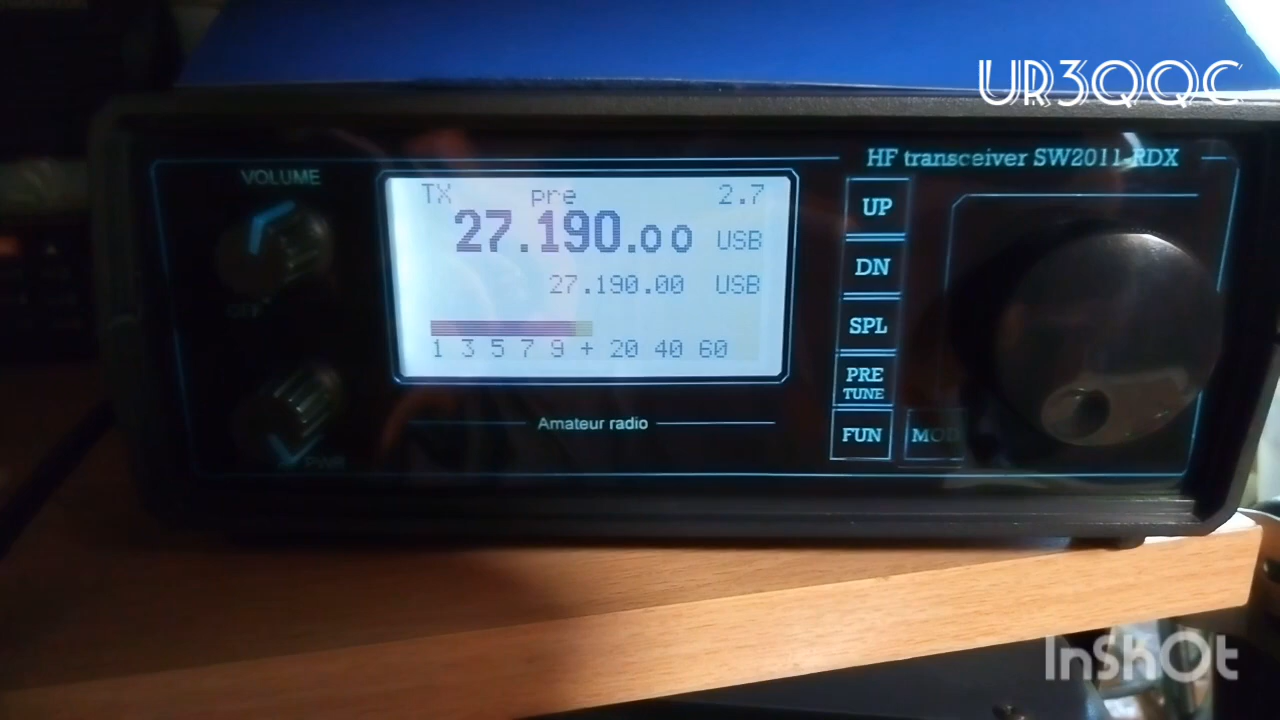 UR3QQC
HF transceiver SW2011-RDX
VOLUME
TX pre 2.7
27.190.00 USB
27.190.00 USB
1 3 5 7 9 + 20 40 60
UP
DN
SPL
PRE
TUNE
FUN
MOD
Amateur radio
PWR
InShOt